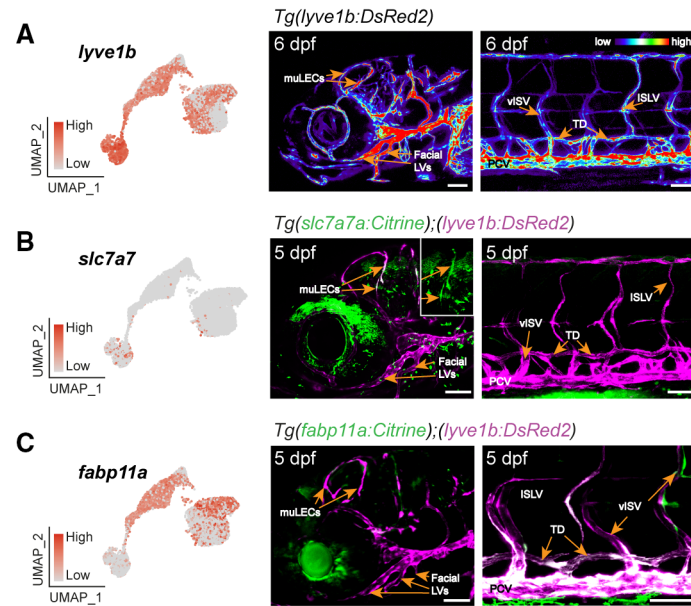 A
lyve1b
High
Low
UMAP_2
UMAP_1
Tg(lyve1b:DsRed2)
6 dpf
muLECs
Facial
LVs
6 dpf
low
high
vISV
ISLV
TD
PCV
B
slc7a7
High
Low
UMAP_2
UMAP_1
Tg(slc7a7a:Citrine);(lyve1b:DsRed2)
5 dpf
muLECs
Facial
LVs
5 dpf
ISLV
vISV
TD
PCV
C
fabp11a
High
Low
UMAP_2
UMAP_1
Tg(fabp11a:Citrine);(lyve1b:DsRed2)
5 dpf
muLECs
Facial
LVs
5 dpf
ISLV
vISV
TD
PCV